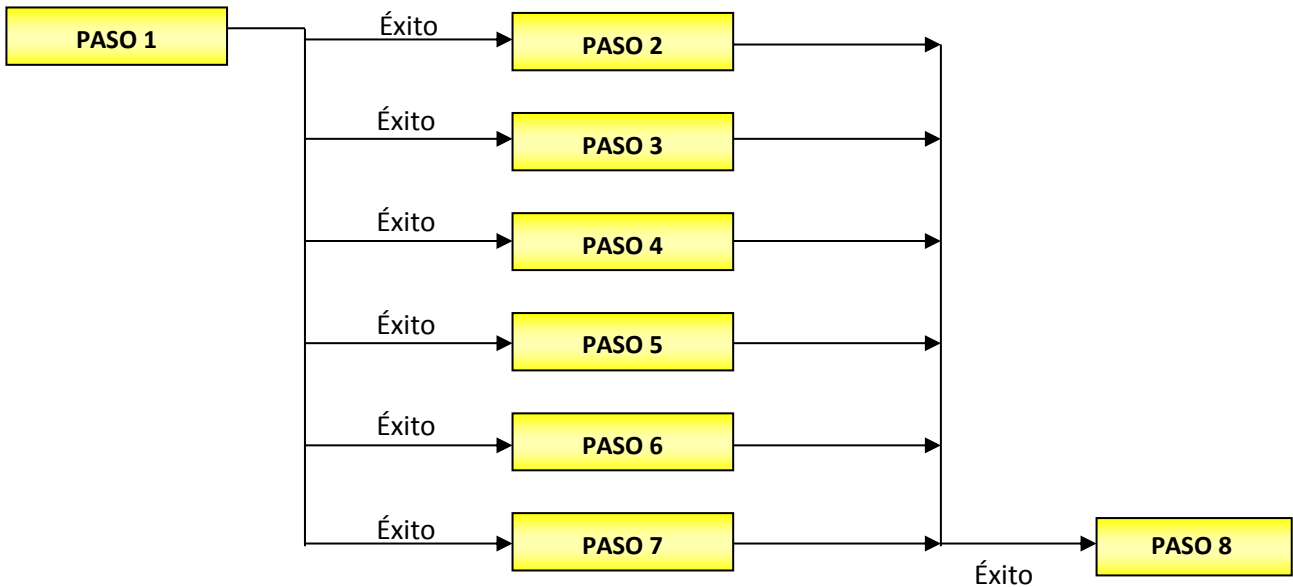 PASO 1
Éxito
PASO 2
Éxito
PASO 3
Éxito
PASO 4
Éxito
PASO 5
Éxito
PASO 6
Éxito
PASO 7
Éxito
PASO 8